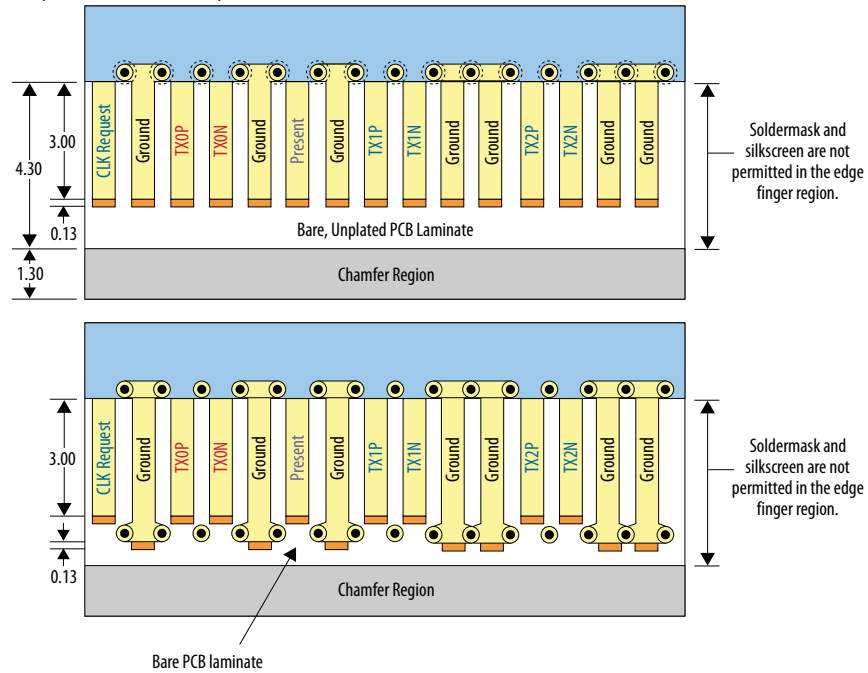 CLK Request
Ground
TX0P
TX0N
Ground
Present
Ground
TX1P
TX1N
Ground
Ground
TX2P
TX2N
Ground
Ground
3.00
4.30
0.13
1.30
Bare, Unplated PCB Laminate
Chamfer Region
Soldermask and
silkscreen are not
permitted in the edge
finger region.
CLK Request
Ground
TX0P
TX0N
Ground
Present
Ground
TX1P
TX1N
Ground
Ground
TX2P
TX2N
Ground
Ground
3.00
0.13
Chamfer Region
Soldermask and
silkscreen are not
permitted in the edge
finger region.
Bare PCB laminate